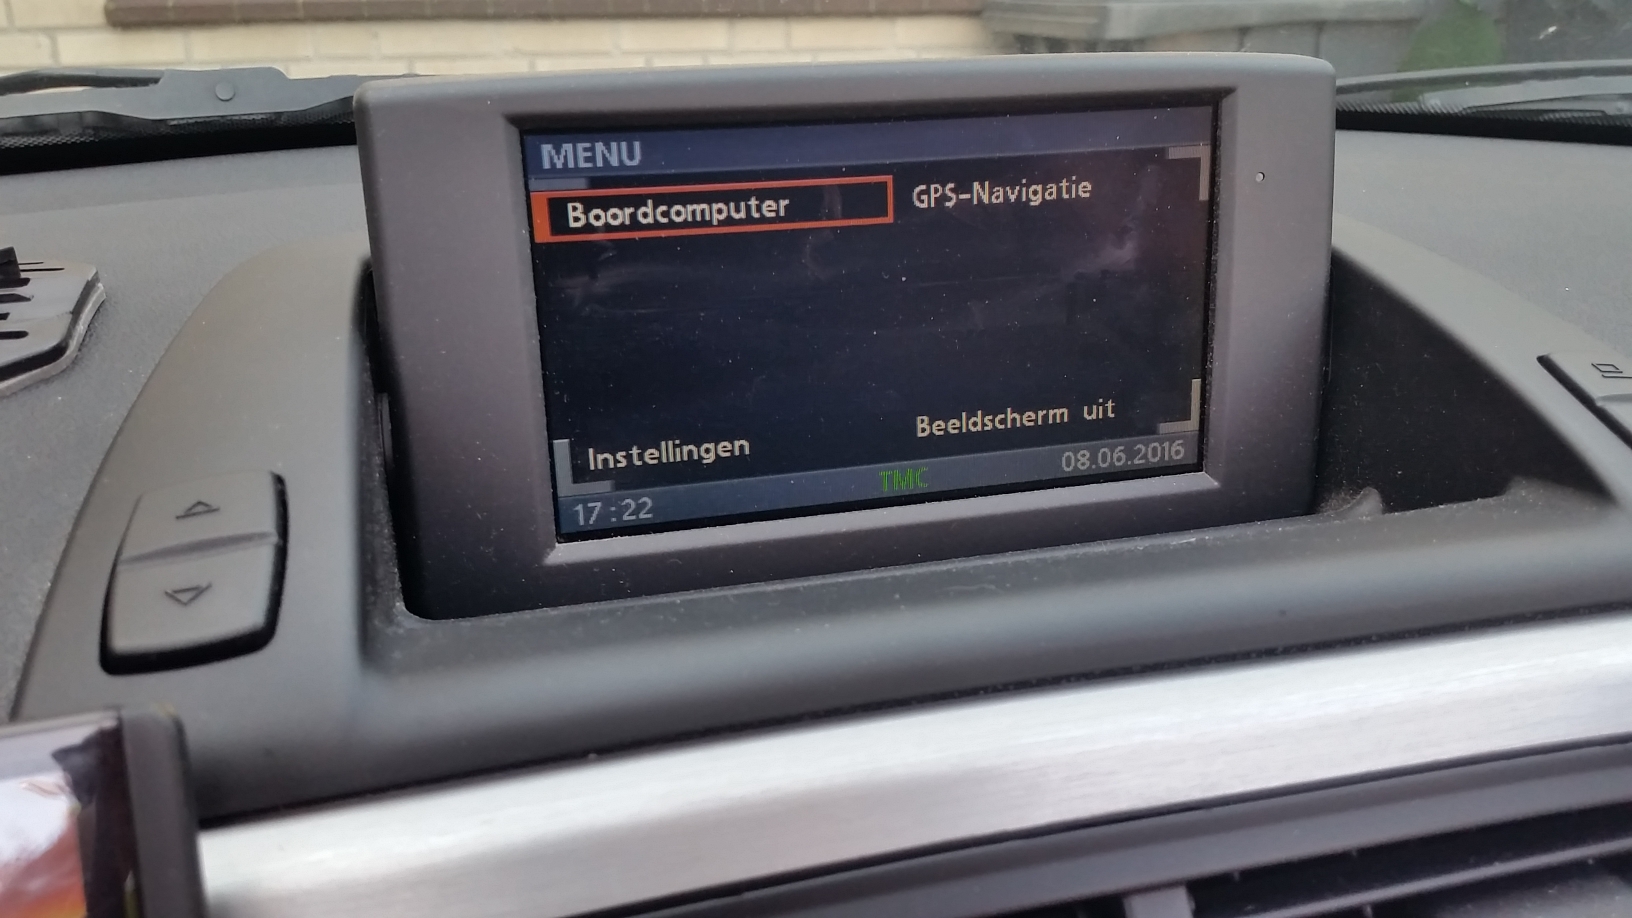 MENU
Boordcomputer
GPS-Navigatie
Instellingen
Beeldscherm uit
17:22
TMC
08.06.2016